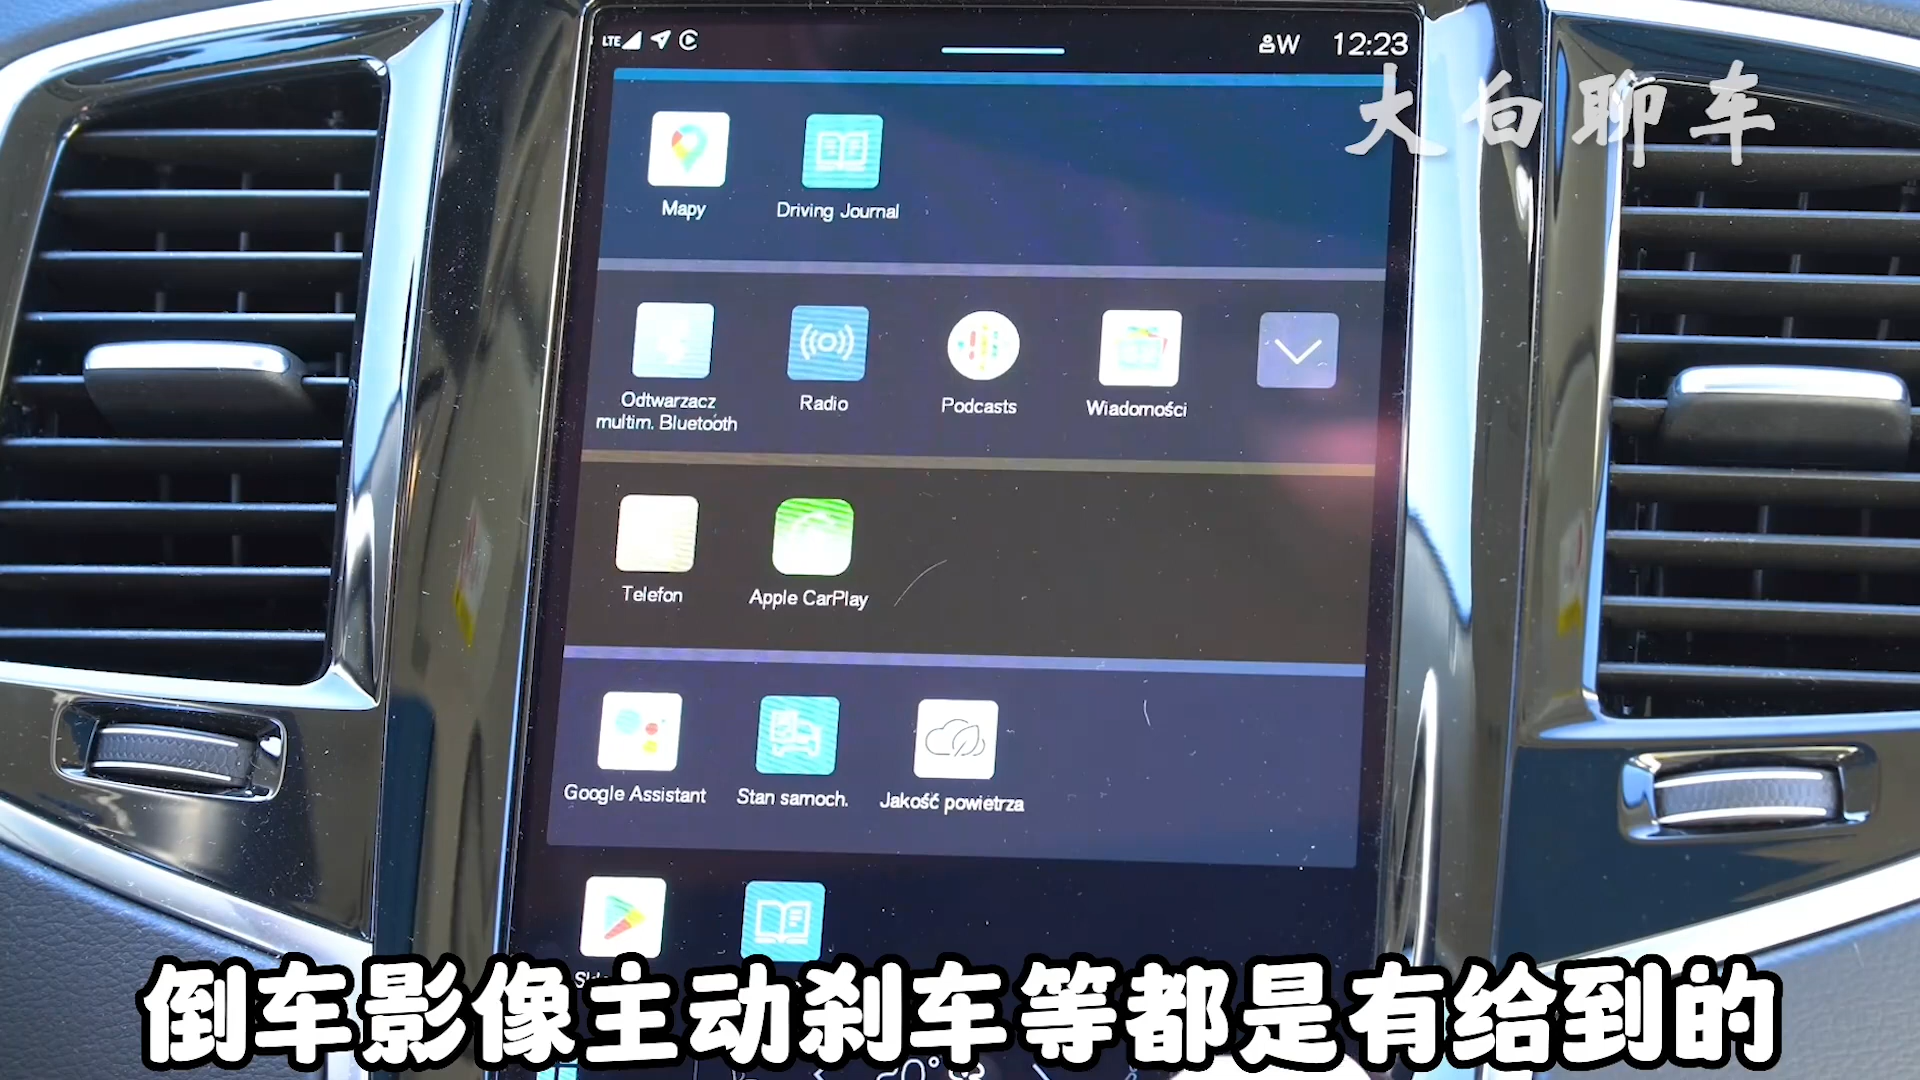 LTE
W 12:23
大白聊车
Mapy
Driving Journal
Odtwarzacz
multim. Bluetooth
Radio
Podcasts
Wiadomości
Telefon
Apple CarPlay
Google Assistant
Stan samoch.
Jakość powietrza
倒车影像主动刹车等都是有给到的